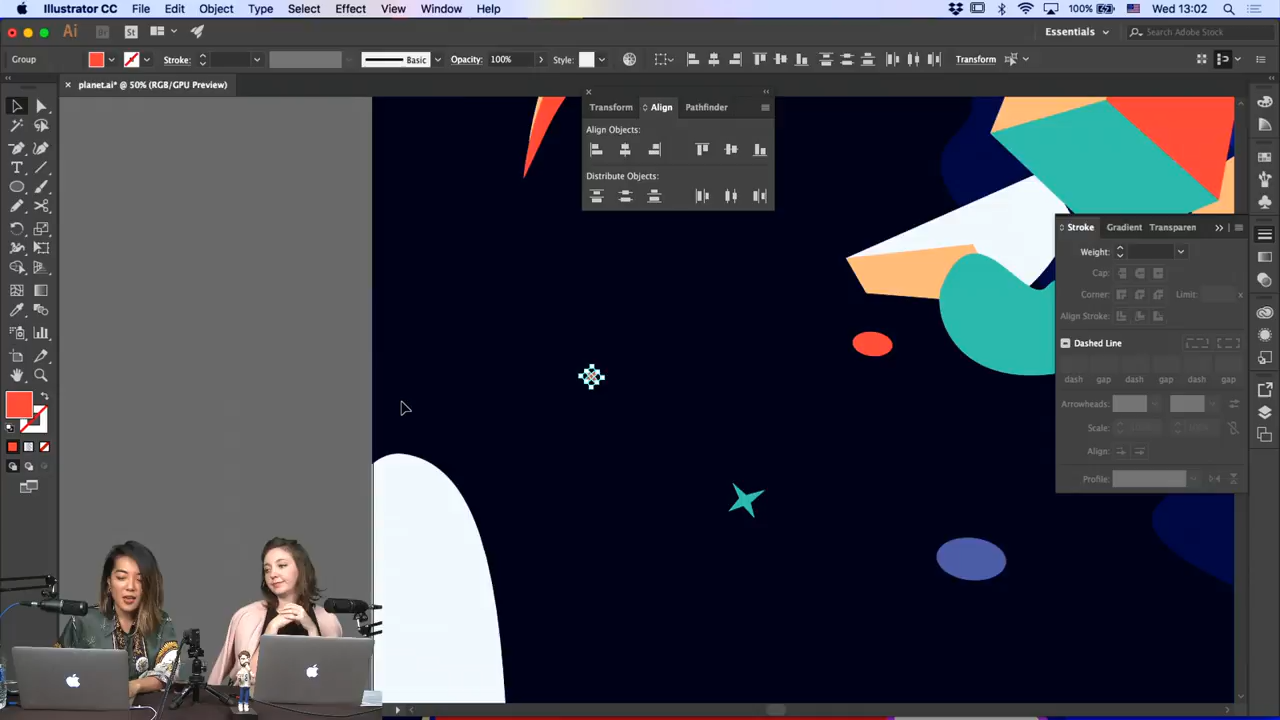 Illustrator CC File Edit Object Type Select Effect View Window Help 100% Wed 13:02
Ai Br St Essentials Search Adobe Stock
Group Stroke: Basic Opacity: 100% Style: Transform
planet.ai* @ 50% (RGB/GPU Preview)
Transform Align Pathfinder
Align Objects:
Distribute Objects:
Stroke Gradient Transparen
Weight:
Cap:
Corner: Limit: x
Align Stroke:
Dashed Line
dash gap dash gap dash gap
Arrowheads:
Scale:
Align:
Profile: